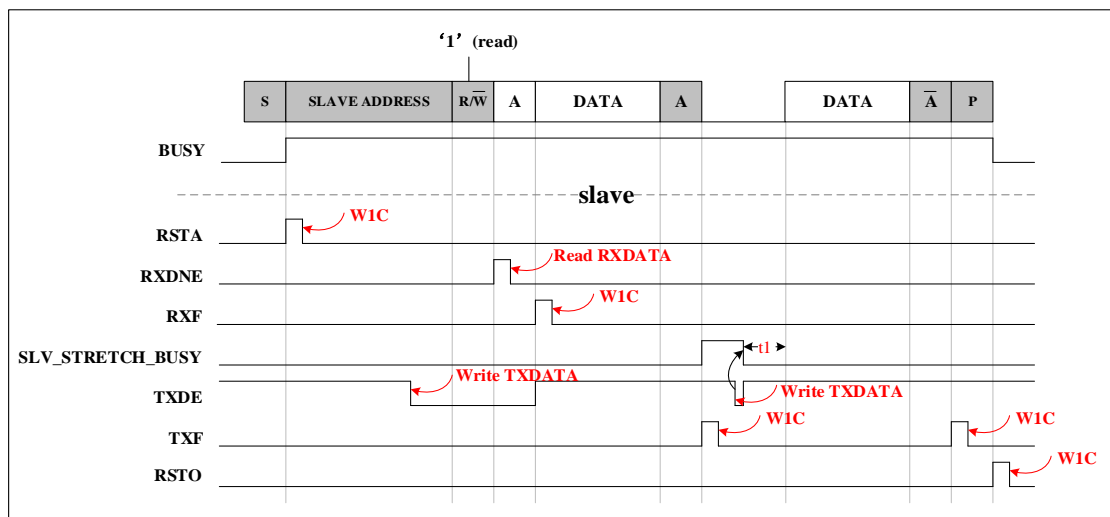 ‘1’ (read)
S SLAVE ADDRESS R/W̅ A DATA A DATA A̅ P
BUSY
slave
RSTA W1C
RXDNE Read RXDATA
RXF W1C
SLV_STRETCH_BUSY t1
TXDE Write TXDATA Write TXDATA
TXF W1C W1C
RSTO W1C